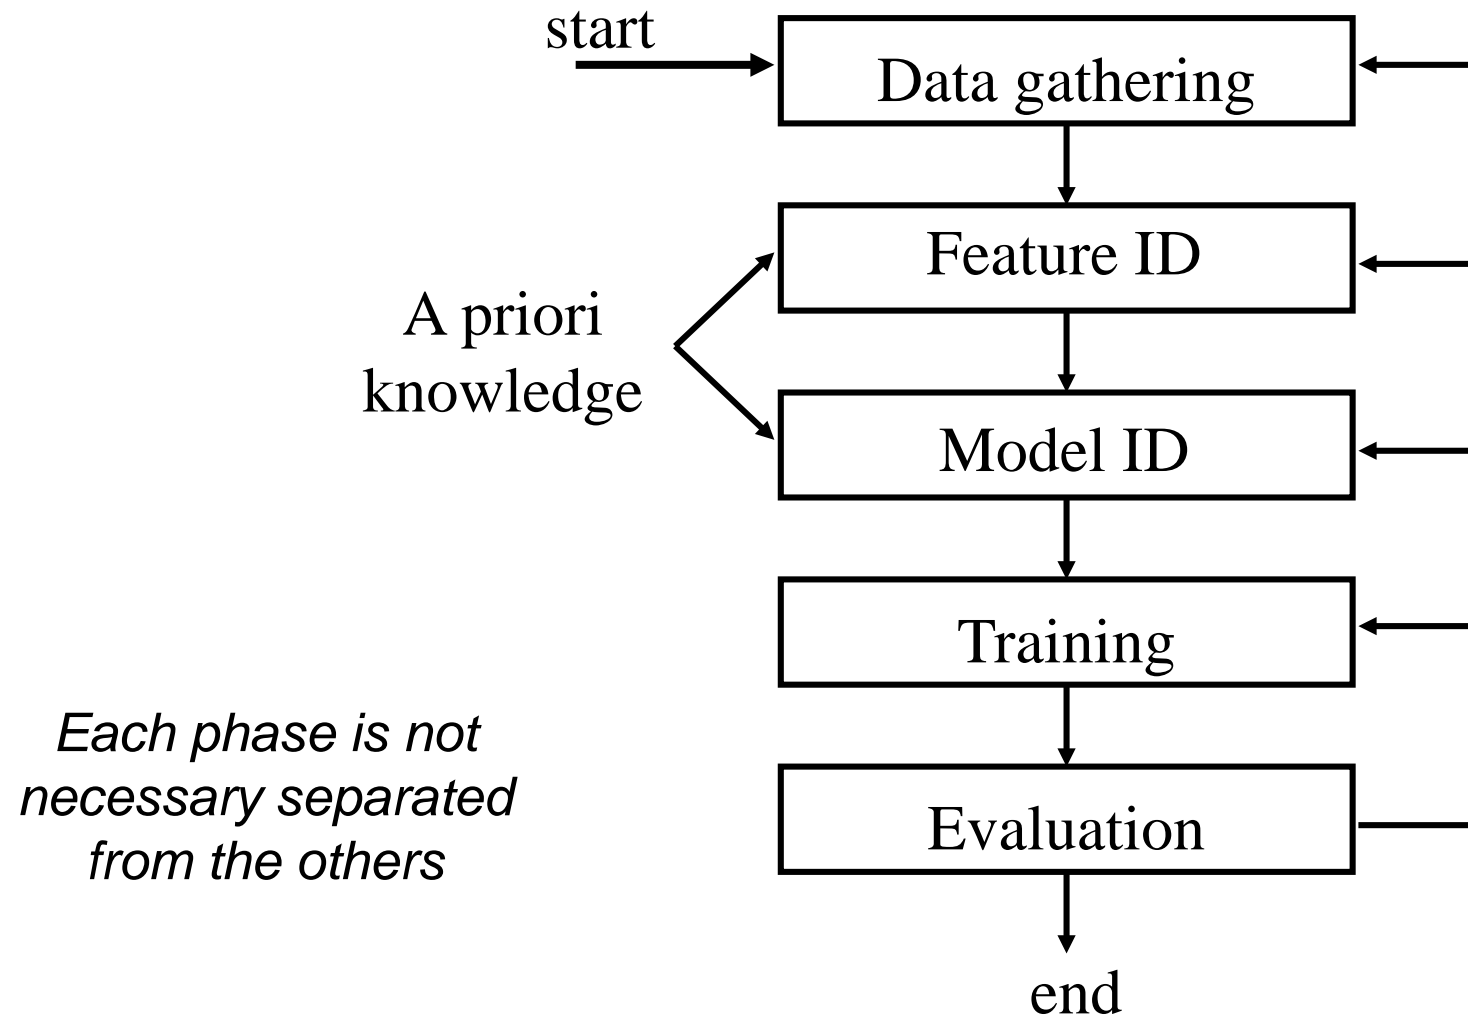 start
Data gathering
Feature ID
A priori
knowledge
Model ID
Training
Each phase is not
necessary separated
from the others
Evaluation
end